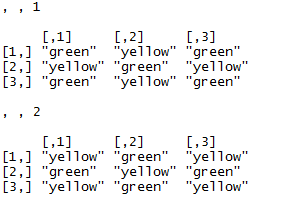 , , 1
[,1] [,2] [,3]
[1,] "green" "yellow" "green"
[2,] "yellow" "green" "yellow"
[3,] "green" "yellow" "green"
, , 2
[,1] [,2] [,3]
[1,] "yellow" "green" "yellow"
[2,] "green" "yellow" "green"
[3,] "yellow" "green" "yellow"